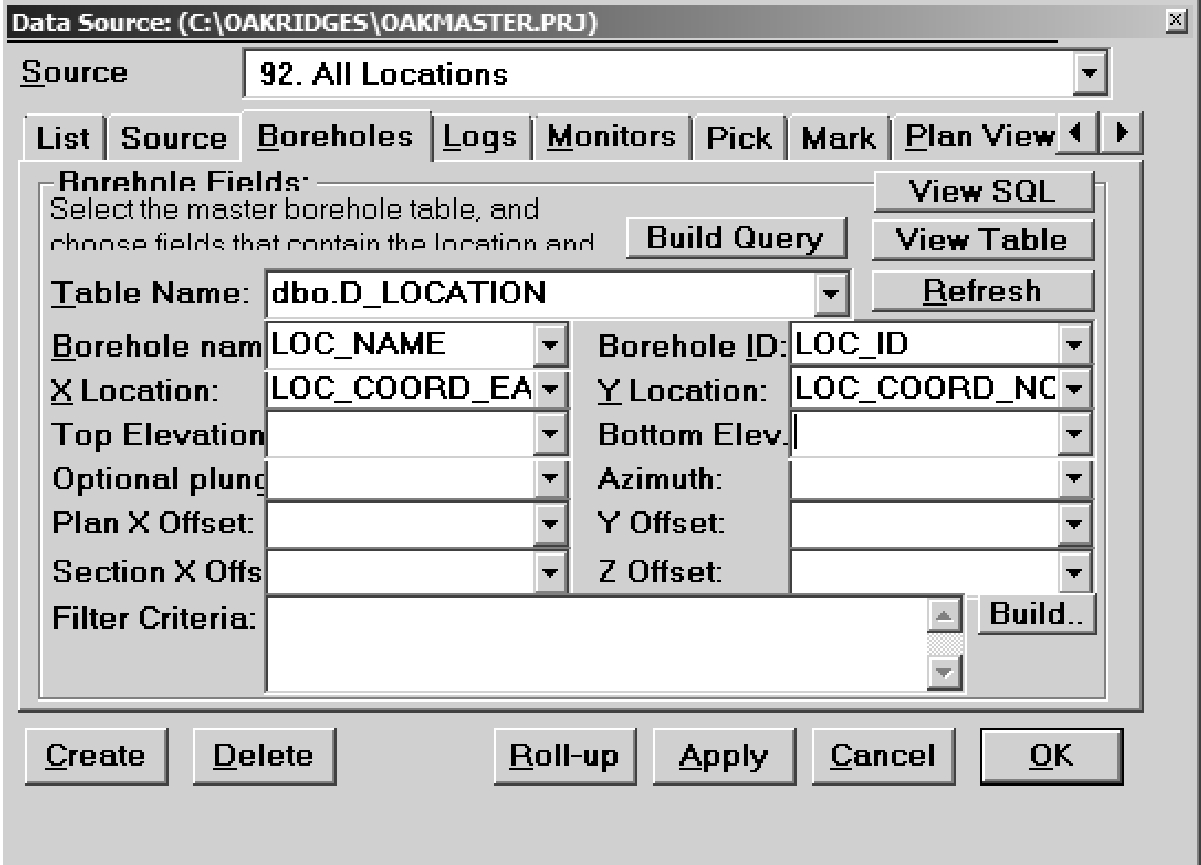 Data Source: (C:\OAKRIDGES\OAKMASTER.PRJ)
Source 92. All Locations
List Source Boreholes Logs Monitors Pick Mark Plan View
Borehole Fields:
View SQL
Select the master borehole table, and
choose fields that contain the location and
Build Query View Table
Table Name: dbo.D_LOCATION Refresh
Borehole nam LOC_NAME Borehole ID: LOC_ID
X Location: LOC_COORD_EA Y Location: LOC_COORD_NO
Top Elevation Bottom Elev.
Optional plung Azimuth:
Plan X Offset: Y Offset:
Section X Offs Z Offset:
Filter Criteria: Build..
Create Delete Roll-up Apply Cancel OK